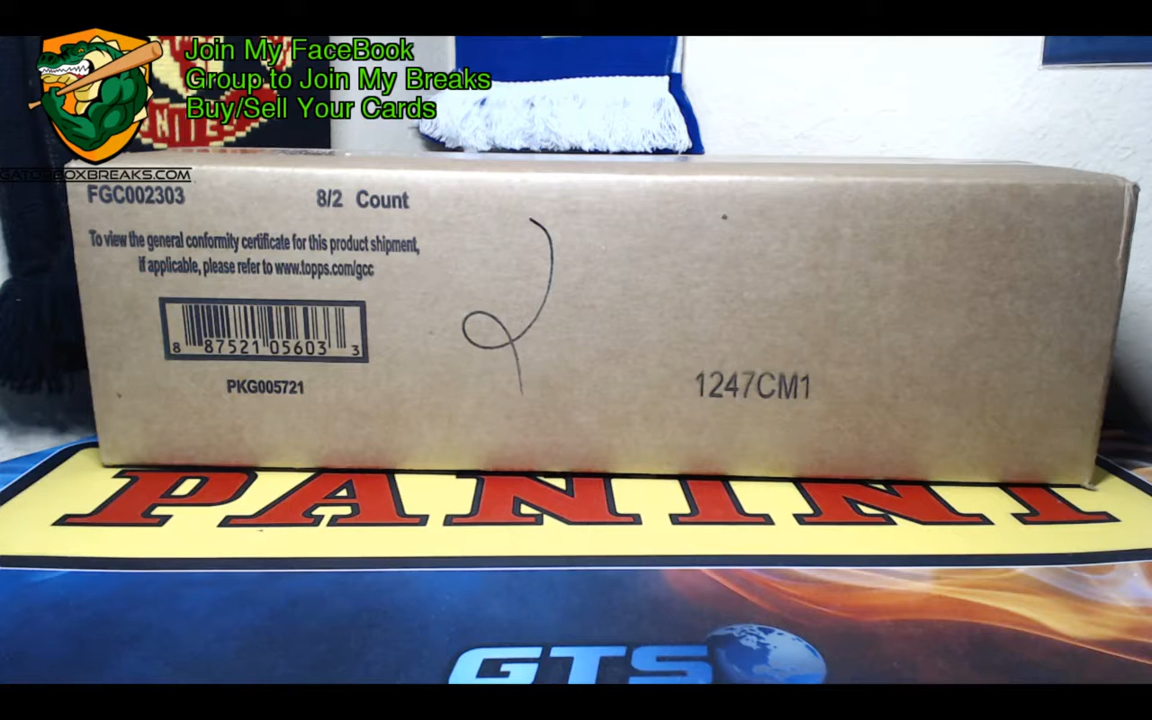 Join My FaceBook
Group to Join My Breaks
Buy/Sell Your Cards
UNITED
GATORBOXBREAKS.COM
FGC002303 8/2 Count
To view the general conformity certificate for this product shipment,
if applicable, please refer to www.topps.com/gcc
8 87521 05603 3
PKG005721
1247CM1
PANINI
GTS